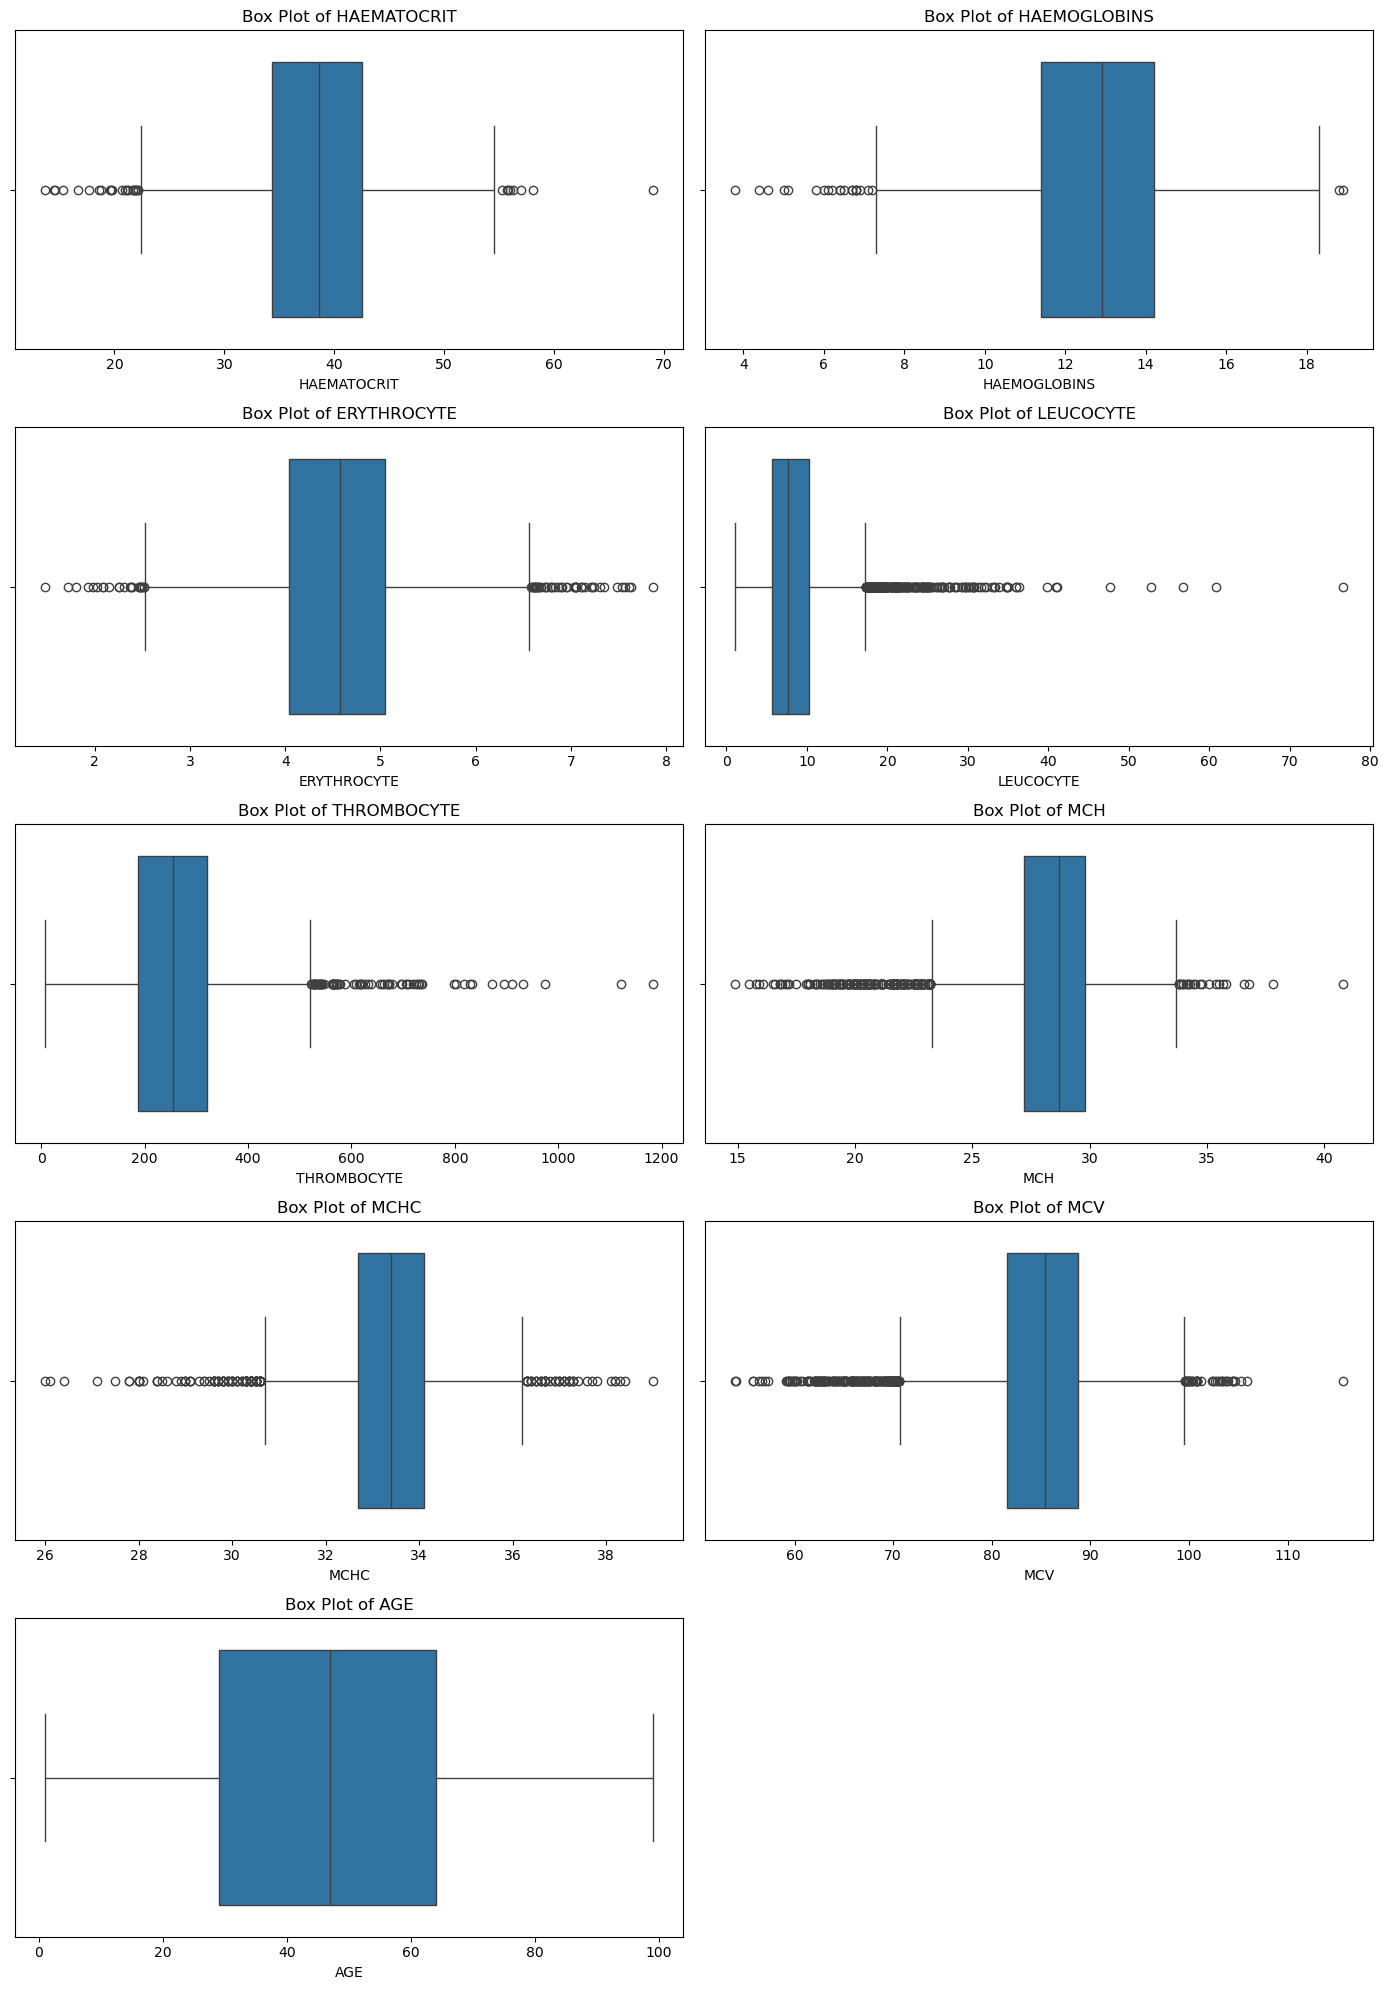 Box Plot of HAEMATOCRIT
20 30 40 50 60 70
HAEMATOCRIT
Box Plot of HAEMOGLOBINS
4 6 8 10 12 14 16 18
HAEMOGLOBINS
Box Plot of ERYTHROCYTE
2 3 4 5 6 7 8
ERYTHROCYTE
Box Plot of LEUCOCYTE
0 10 20 30 40 50 60 70 80
LEUCOCYTE
Box Plot of THROMBOCYTE
0 200 400 600 800 1000 1200
THROMBOCYTE
Box Plot of MCH
15 20 25 30 35 40
MCH
Box Plot of MCHC
26 28 30 32 34 36 38
MCHC
Box Plot of MCV
60 70 80 90 100 110
MCV
Box Plot of AGE
0 20 40 60 80 100
AGE